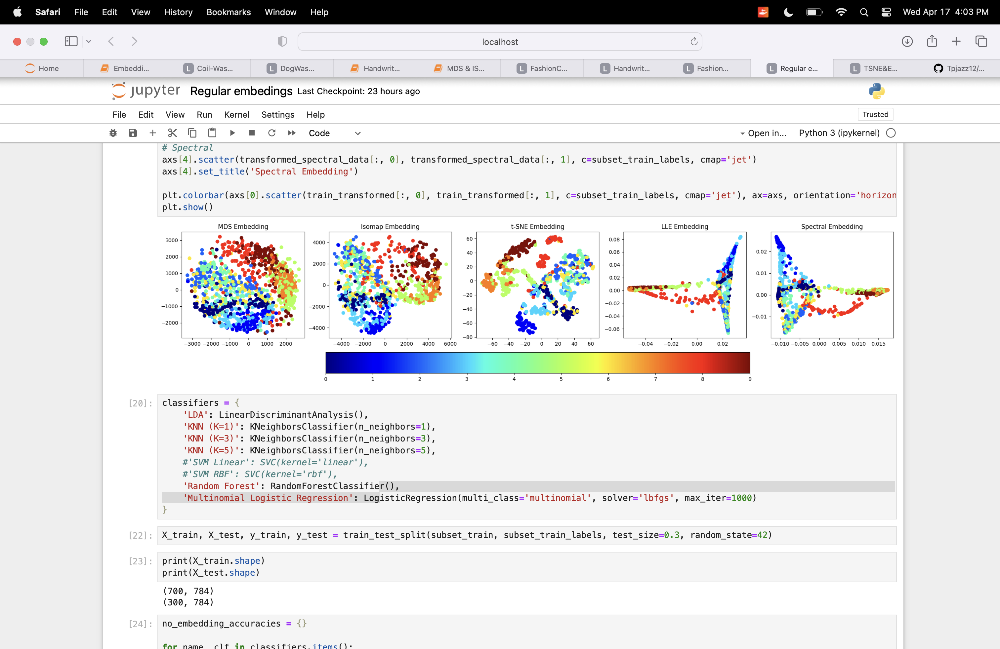 Safari File Edit View History Bookmarks Window Help Wed Apr 17 4:03 PM
localhost
Home Embeddi... Coil-Was... DogWas... Handwrit... MDS & IS... FashionC... Handwrit... Fashion... Regular e... TSNE&E... Tpjazz12/...
jupyter Regular embedings Last Checkpoint: 23 hours ago
File Edit View Run Kernel Settings Help Trusted
Code Open in... Python 3 (ipykernel)
# Spectral
axs[4].scatter(transformed_spectral_data[:, 0], transformed_spectral_data[:, 1], c=subset_train_labels, cmap='jet')
axs[4].set_title('Spectral Embedding')
plt.colorbar(axs[0].scatter(train_transformed[:, 0], train_transformed[:, 1], c=subset_train_labels, cmap='jet'), ax=axs, orientation='horizon
plt.show()
MDS Embedding
3000
2000
1000
0
−1000
−2000
−3000 −2000 −1000 0 1000 2000
Isomap Embedding
4000
2000
0
−2000
−4000
−4000 −2000 0 2000 4000 6000
t-SNE Embedding
60
40
20
0
−20
−40
−60
−80
−60 −40 −20 0 20 40 60
LLE Embedding
0.08
0.06
0.04
0.02
0.00
−0.02
−0.04
−0.06
−0.04 −0.02 0.00 0.02
Spectral Embedding
0.02
0.01
0.00
−0.01
−0.010 −0.005 0.000 0.005 0.010 0.015
0 1 2 3 4 5 6 7 8 9
[20]: classifiers = {
'LDA': LinearDiscriminantAnalysis(),
'KNN (K=1)': KNeighborsClassifier(n_neighbors=1),
'KNN (K=3)': KNeighborsClassifier(n_neighbors=3),
'KNN (K=5)': KNeighborsClassifier(n_neighbors=5),
#'SVM Linear': SVC(kernel='linear'),
#'SVM RBF': SVC(kernel='rbf'),
'Random Forest': RandomForestClassifier(),
'Multinomial Logistic Regression': LogisticRegression(multi_class='multinomial', solver='lbfgs', max_iter=1000)
}
[22]: X_train, X_test, y_train, y_test = train_test_split(subset_train, subset_train_labels, test_size=0.3, random_state=42)
[23]: print(X_train.shape)
print(X_test.shape)
(700, 784)
(300, 784)
[24]: no_embedding_accuracies = {}
for name, clf in classifiers.items():